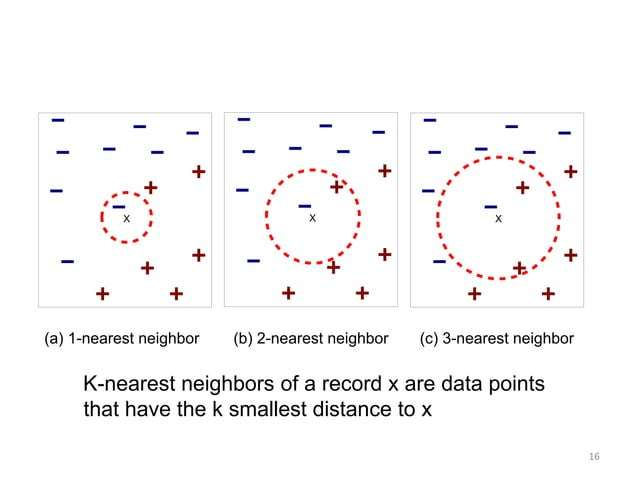 x
x
x
(a) 1-nearest neighbor
(b) 2-nearest neighbor
(c) 3-nearest neighbor
K-nearest neighbors of a record x are data points
that have the k smallest distance to x
16